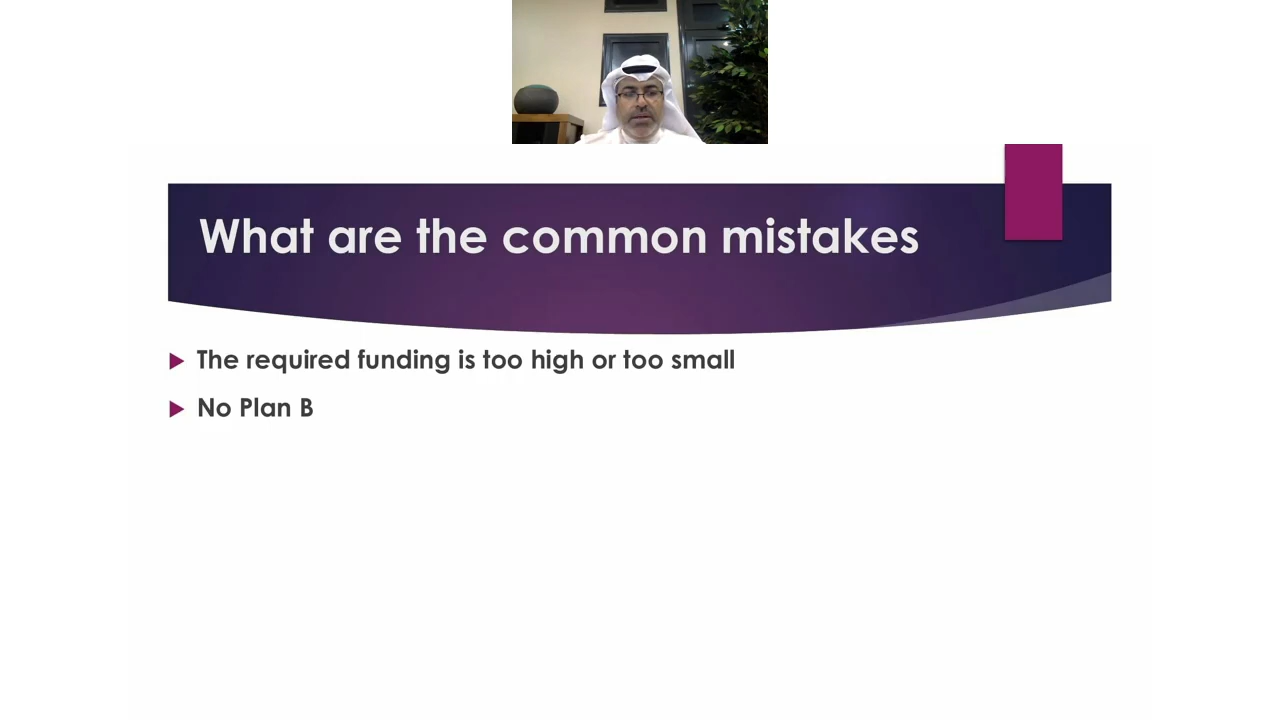 What are the common mistakes
The required funding is too high or too small
No Plan B